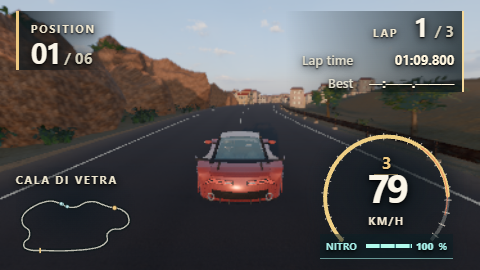 POSITION
01 / 06
LAP 1 / 3
Lap time 01:09.800
Best --:--.---
CALA DI VETRA
3
79
KM/H
NITRO 100 %